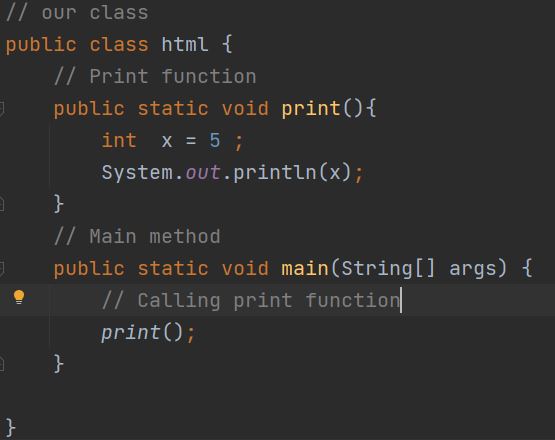 // our class
public class html {
    // Print function
    public static void print(){
        int  x = 5 ;
        System.out.println(x);
    }
    // Main method
    public static void main(String[] args) {
        // Calling print function
        print();
    }

}